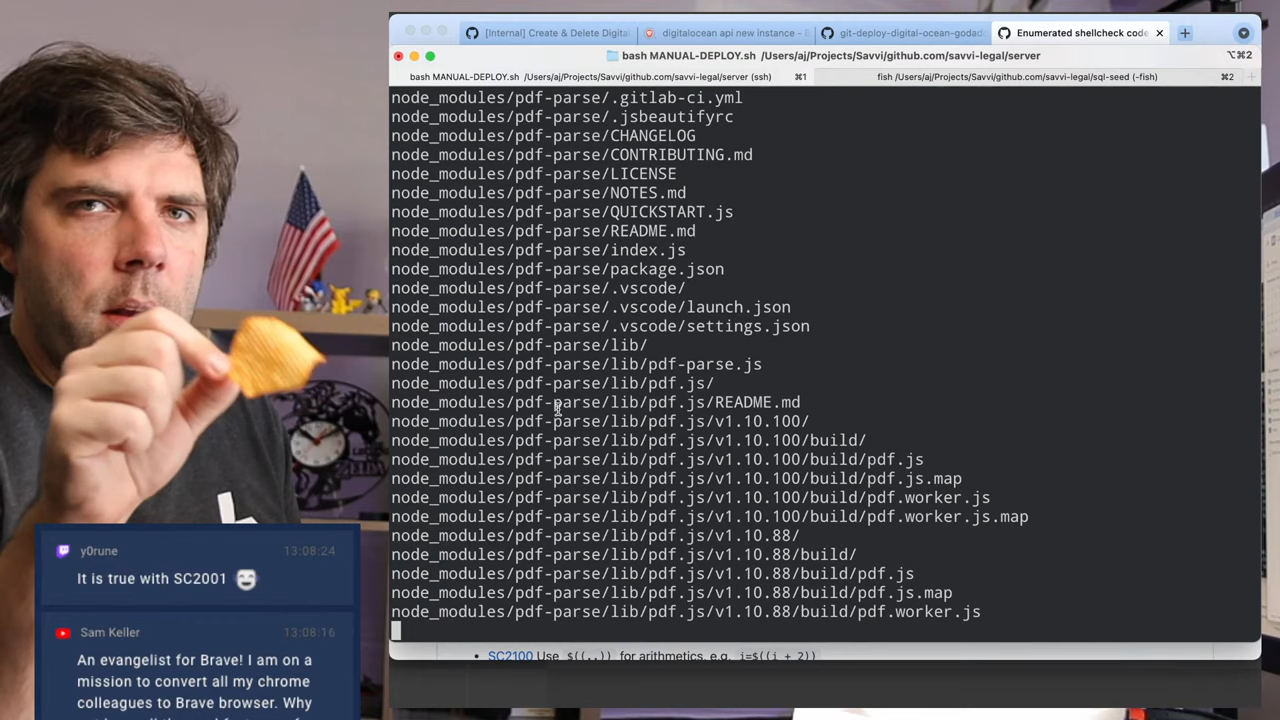 [Internal] Create & Delete Digital
digitalocean api new instance - B
git-deploy-digital-ocean-godad
Enumerated shellcheck code
bash MANUAL-DEPLOY.sh /Users/aj/Projects/Savvi/github.com/savvi-legal/server
⌥⌘2
bash MANUAL-DEPLOY.sh /Users/aj/Projects/Savvi/github.com/savvi-legal/server (ssh)
⌘1
fish /Users/aj/Projects/Savvi/github.com/savvi-legal/sql-seed (-fish)
⌘2
node_modules/pdf-parse/.gitlab-ci.yml
node_modules/pdf-parse/.jsbeautifyrc
node_modules/pdf-parse/CHANGELOG
node_modules/pdf-parse/CONTRIBUTING.md
node_modules/pdf-parse/LICENSE
node_modules/pdf-parse/NOTES.md
node_modules/pdf-parse/QUICKSTART.js
node_modules/pdf-parse/README.md
node_modules/pdf-parse/index.js
node_modules/pdf-parse/package.json
node_modules/pdf-parse/.vscode/
node_modules/pdf-parse/.vscode/launch.json
node_modules/pdf-parse/.vscode/settings.json
node_modules/pdf-parse/lib/
node_modules/pdf-parse/lib/pdf-parse.js
node_modules/pdf-parse/lib/pdf.js/
node_modules/pdf-parse/lib/pdf.js/README.md
node_modules/pdf-parse/lib/pdf.js/v1.10.100/
node_modules/pdf-parse/lib/pdf.js/v1.10.100/build/
node_modules/pdf-parse/lib/pdf.js/v1.10.100/build/pdf.js
node_modules/pdf-parse/lib/pdf.js/v1.10.100/build/pdf.js.map
node_modules/pdf-parse/lib/pdf.js/v1.10.100/build/pdf.worker.js
node_modules/pdf-parse/lib/pdf.js/v1.10.100/build/pdf.worker.js.map
node_modules/pdf-parse/lib/pdf.js/v1.10.88/
node_modules/pdf-parse/lib/pdf.js/v1.10.88/build/
node_modules/pdf-parse/lib/pdf.js/v1.10.88/build/pdf.js
node_modules/pdf-parse/lib/pdf.js/v1.10.88/build/pdf.js.map
node_modules/pdf-parse/lib/pdf.js/v1.10.88/build/pdf.worker.js
SC2100 Use $((..)) for arithmetics, e.g. i=$((i + 2))
y0rune 13:08:24
It is true with SC2001
Sam Keller 13:08:16
An evangelist for Brave! I am on a
mission to convert all my chrome
colleagues to Brave browser. Why